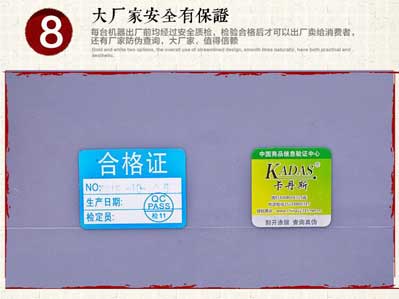 8
大厂家安全有保證
每台机器出厂前均经过安全质检，检验合格后才可以出厂卖给消费者，
还有厂家防伪查询，大厂家，值得信赖
Gold and white two options, the overall use of streamlined design, smooth lines naturally, have both practical and
aesthetic.
合格证
NO:
生产日期:
检定员:
QC
PASS
检11
中国商品信息验证中心
KADAS
卡丹斯
刮开涂层 查询真伪